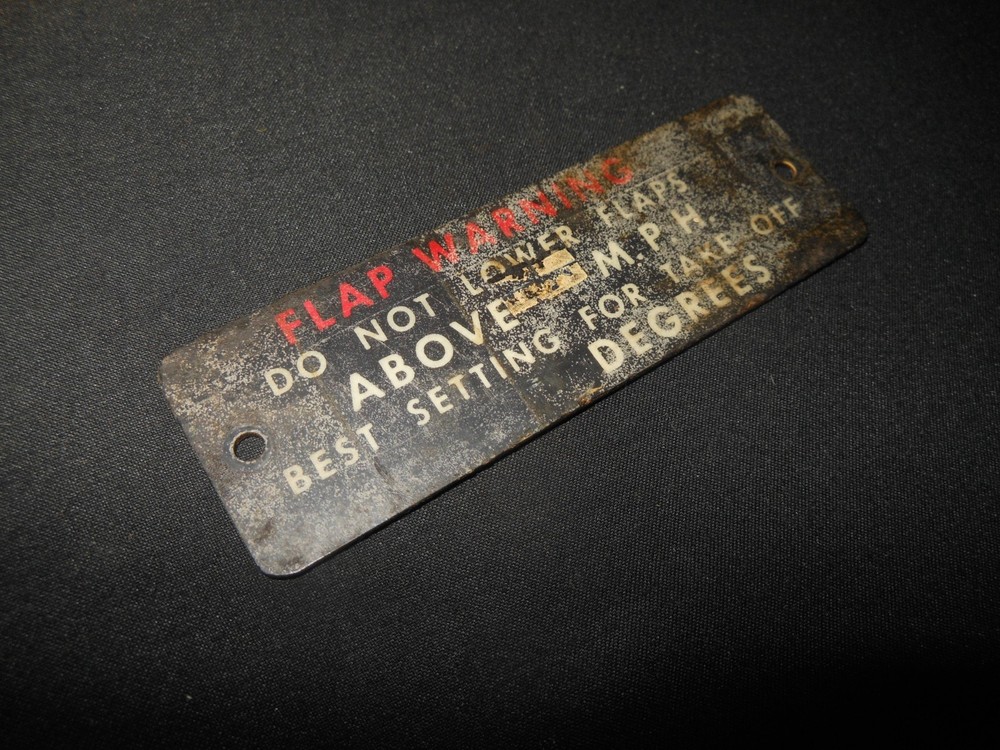 FLAP WARNING
DO NOT LOWER FLAPS
ABOVE M.P.H.
BEST SETTING FOR TAKE OFF
DEGREES